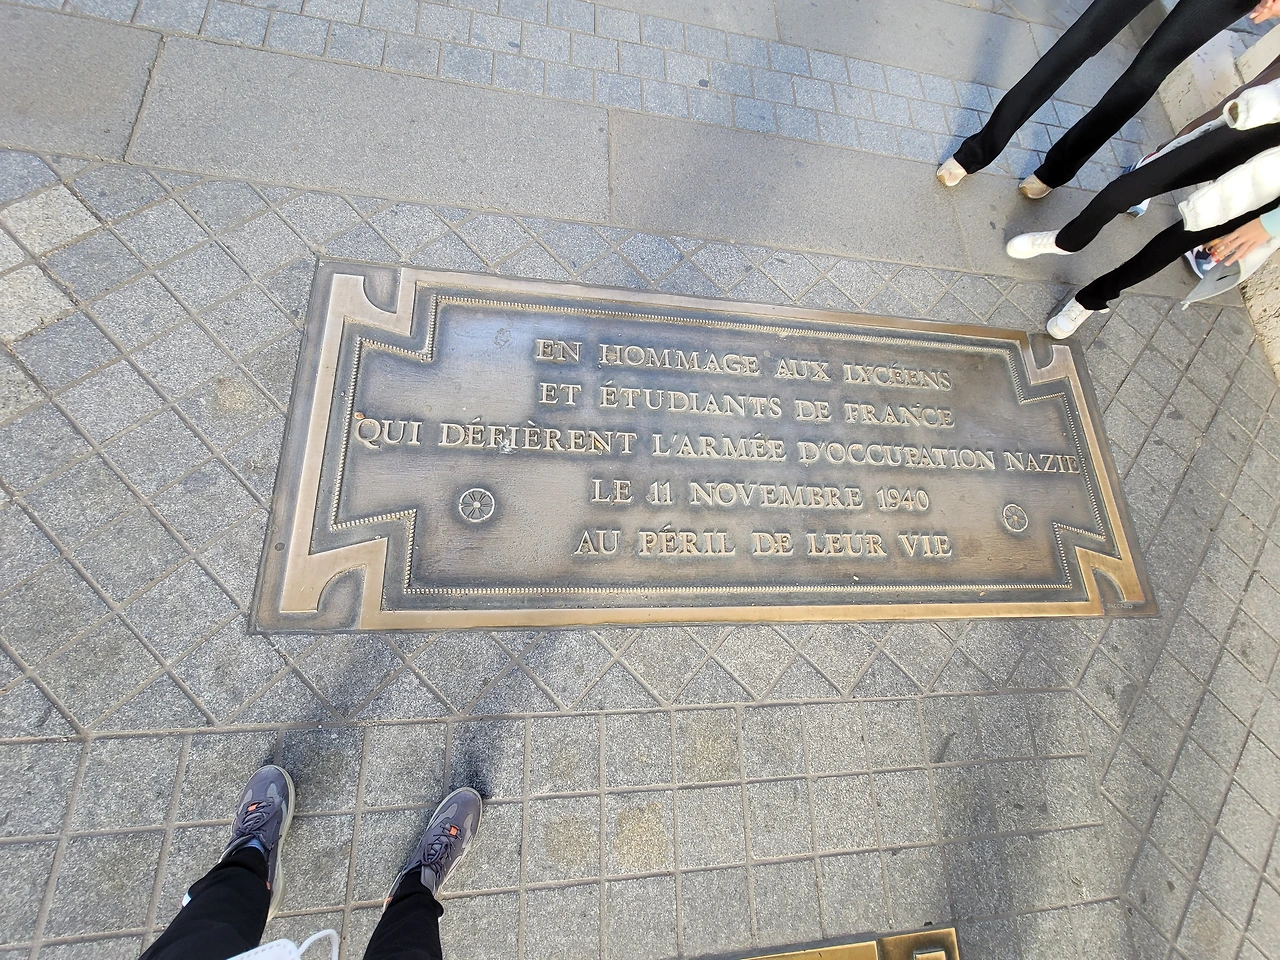 EN HOMMAGE AUX LYCÉENS
ET ÉTUDIANTS DE FRANCE
QUI DÉFIÈRENT L'ARMÉE D'OCCUPATION NAZIE
LE 11 NOVEMBRE 1940
AU PÉRIL DE LEUR VIE